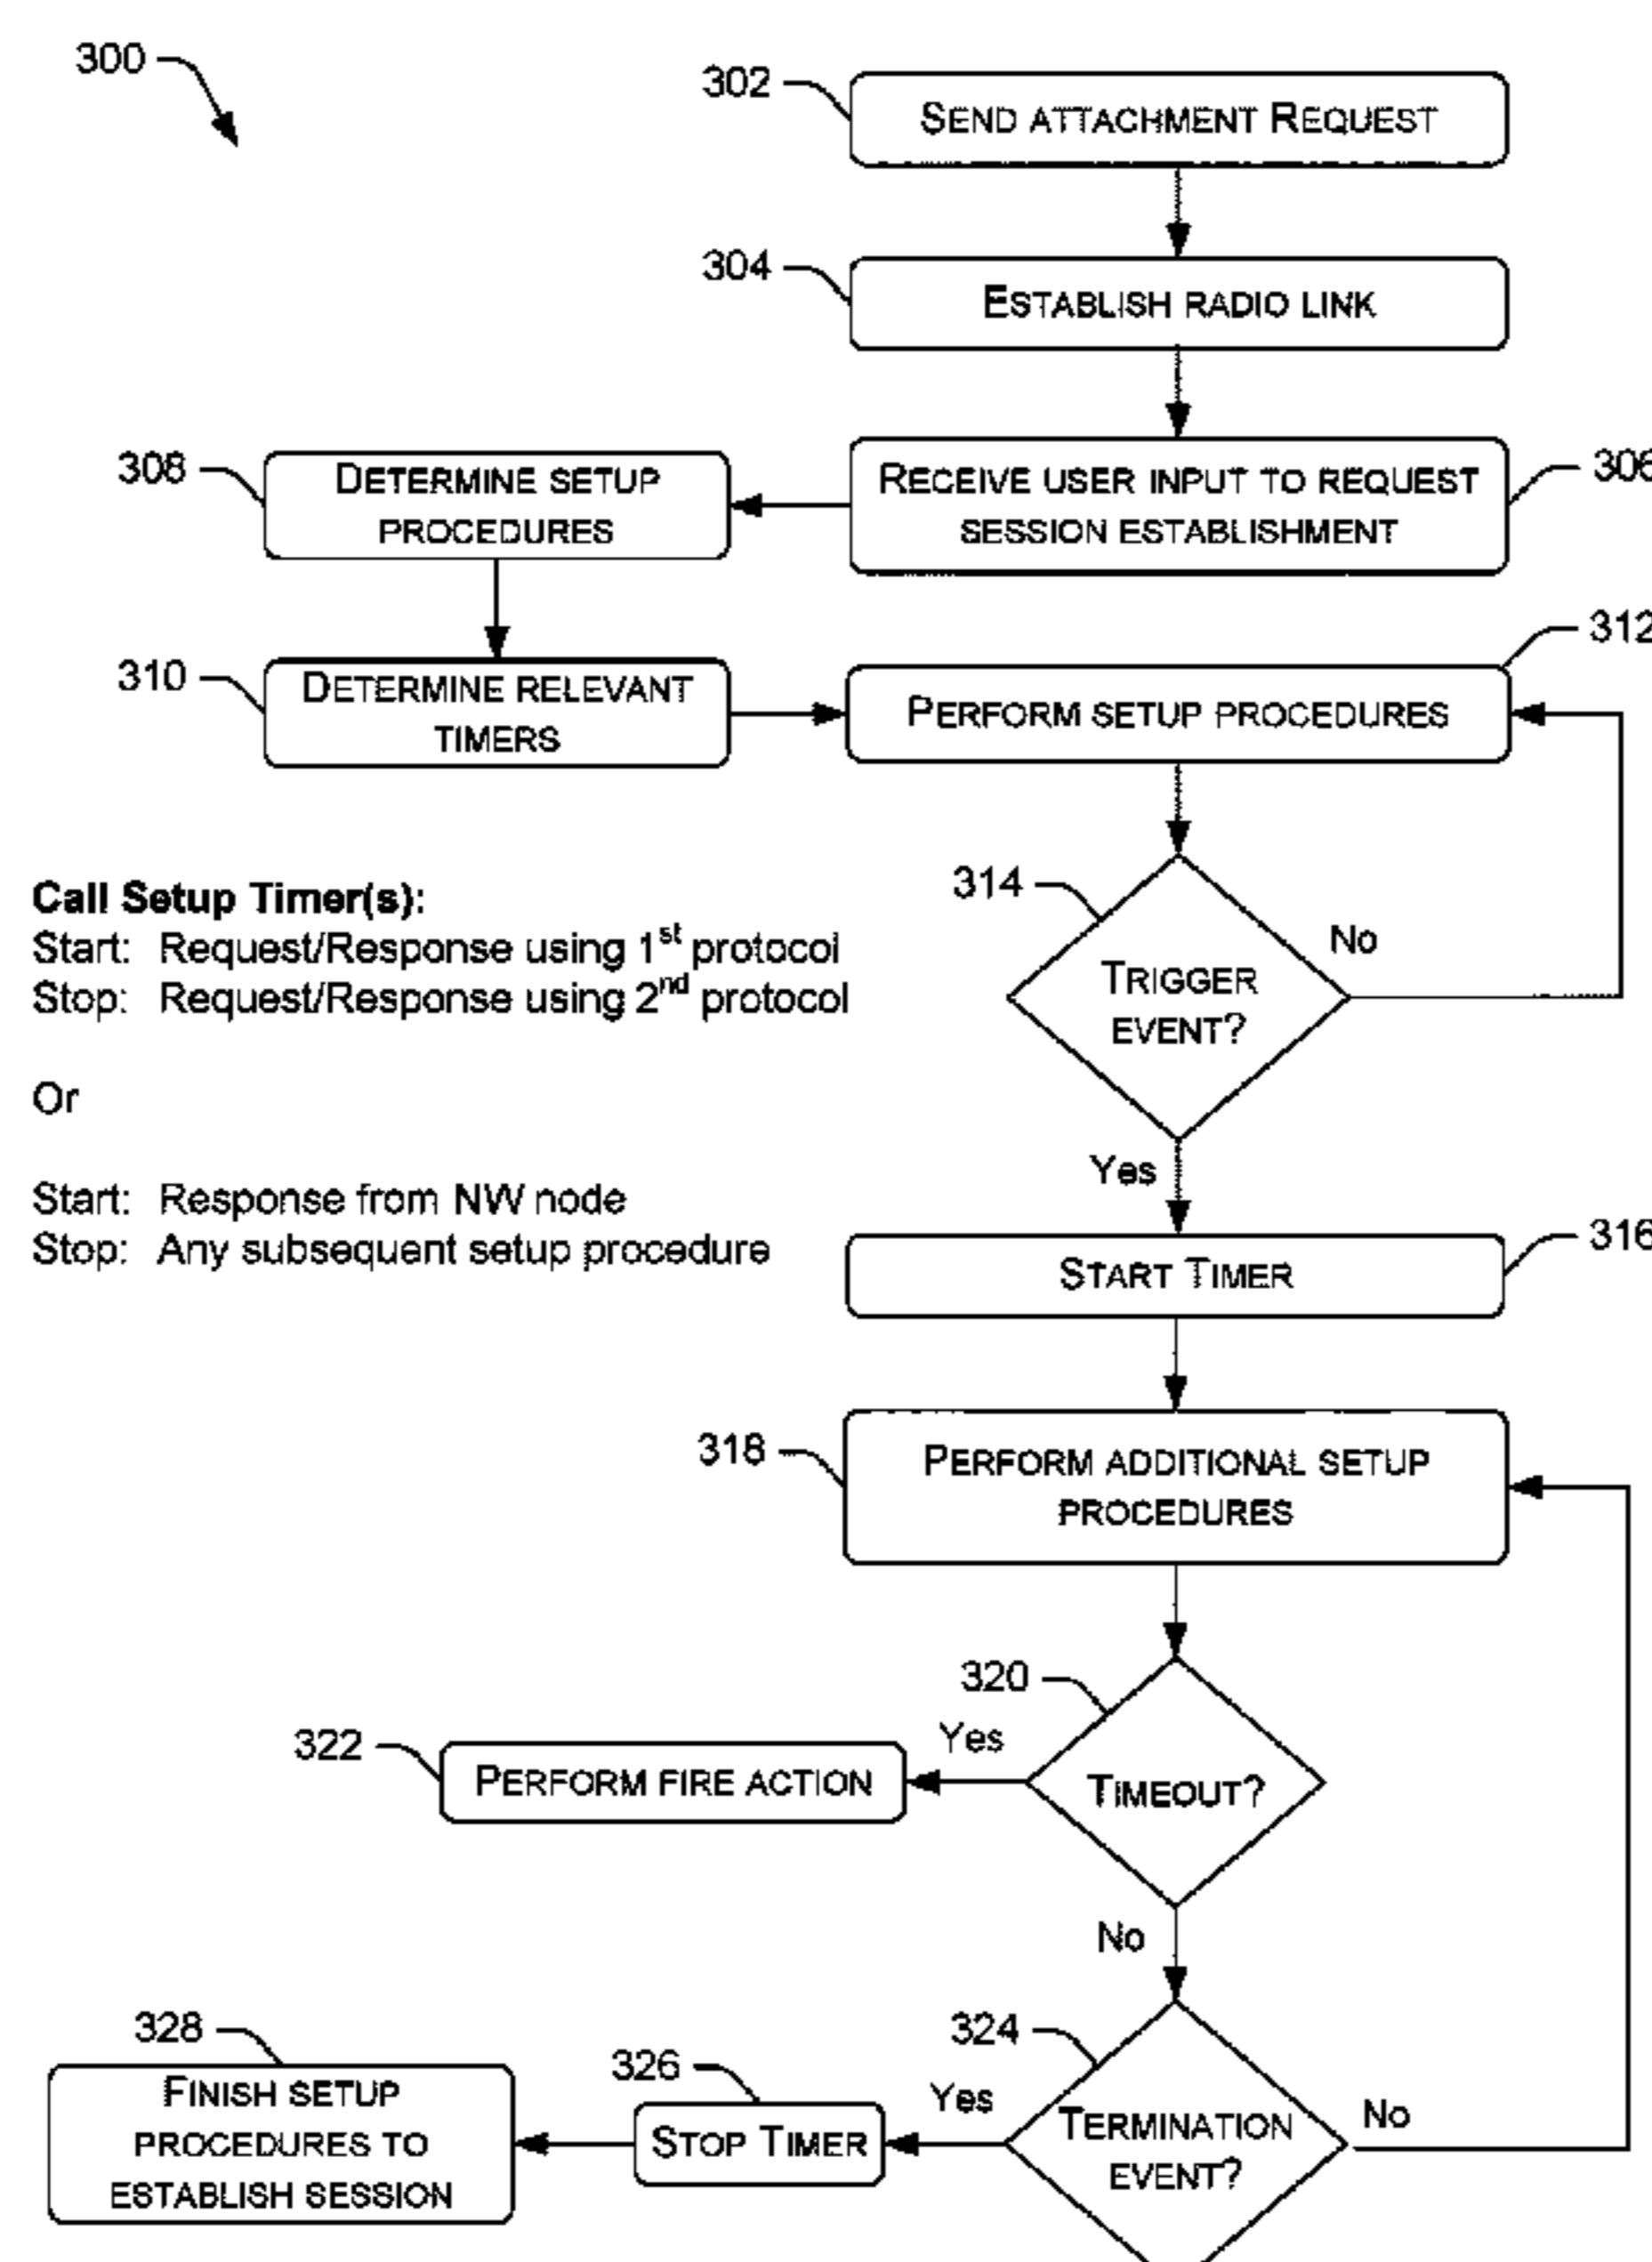 300
302
SEND ATTACHMENT REQUEST
304
ESTABLISH RADIO LINK
306
RECEIVE USER INPUT TO REQUEST
SESSION ESTABLISHMENT
308
DETERMINE SETUP
PROCEDURES
310
DETERMINE RELEVANT
TIMERS
312
PERFORM SETUP PROCEDURES
314
TRIGGER
EVENT?
No
Yes
Call Setup Timer(s):
Start: Request/Response using 1st protocol
Stop: Request/Response using 2nd protocol
Or
Start: Response from NW node
Stop: Any subsequent setup procedure
316
START TIMER
318
PERFORM ADDITIONAL SETUP
PROCEDURES
320
TIMEOUT?
Yes
322
PERFORM FIRE ACTION
No
324
TERMINATION
EVENT?
No
Yes
326
STOP TIMER
328
FINISH SETUP
PROCEDURES TO
ESTABLISH SESSION